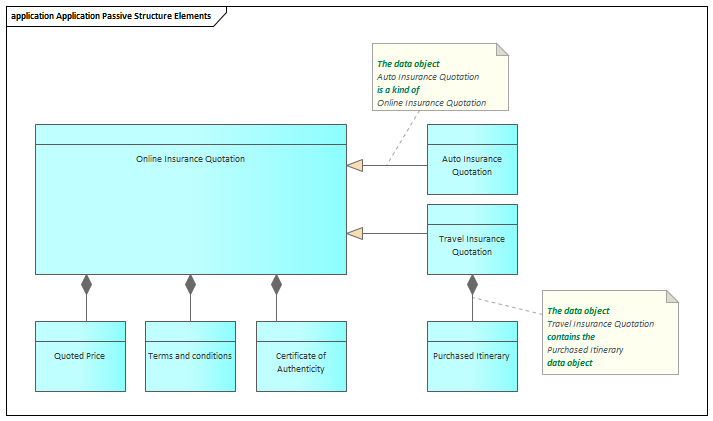 application Application Passive Structure Elements
The data object
Auto Insurance Quotation
is a kind of
Online Insurance Quotation
Online Insurance Quotation
Auto Insurance
Quotation
Travel Insurance
Quotation
The data object
Travel Insurance Quotation
contains the
Purchased Itinerary
data object
Quoted Price
Terms and conditions
Certificate of
Authenticity
Purchased Itinerary